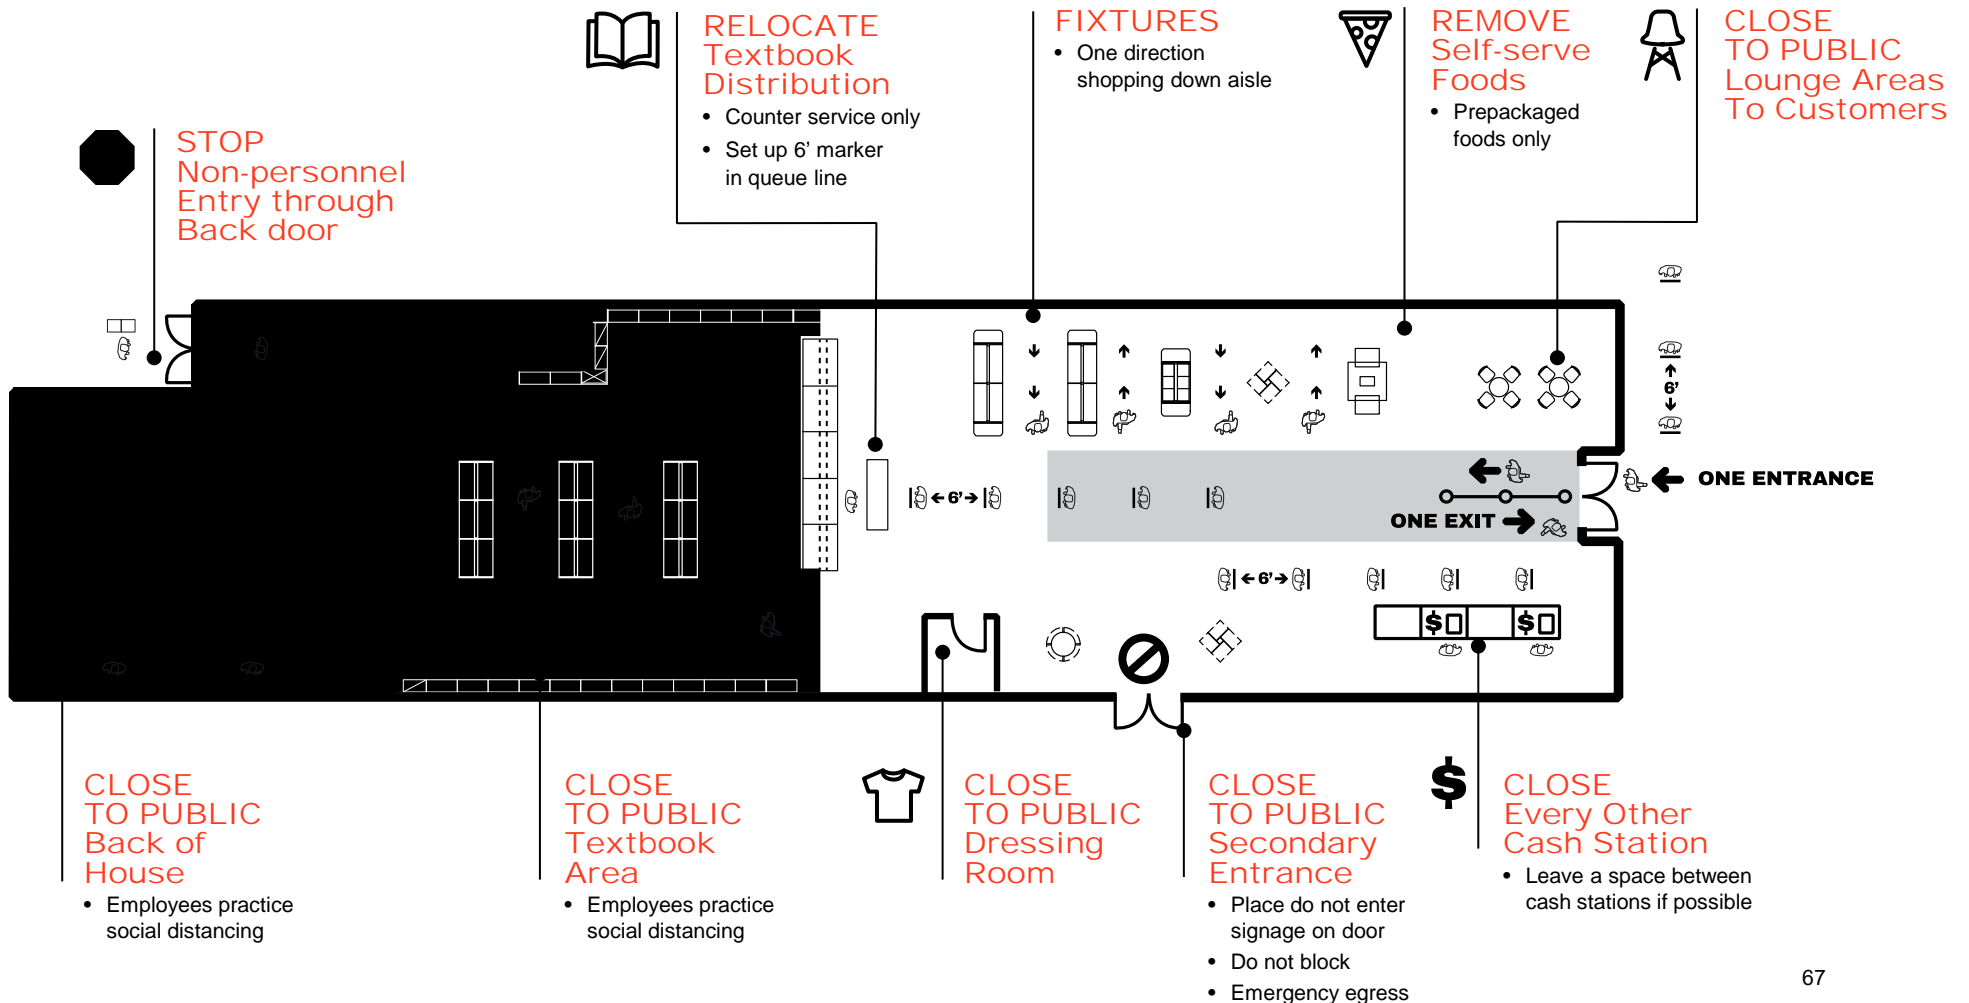 RELOCATE
Textbook
Distribution
• Counter service only
• Set up 6’ marker
in queue line
FIXTURES
• One direction
shopping down aisle
REMOVE
Self-serve
Foods
• Prepackaged
foods only
CLOSE
TO PUBLIC
Lounge Areas
To Customers
STOP
Non-personnel
Entry through
Back door
6’
ONE ENTRANCE
6’
ONE EXIT
6’
$
$
CLOSE
TO PUBLIC
Back of
House
• Employees practice
social distancing
CLOSE
TO PUBLIC
Textbook
Area
• Employees practice
social distancing
CLOSE
TO PUBLIC
Dressing
Room
CLOSE
TO PUBLIC
Secondary
Entrance
• Place do not enter
signage on door
• Do not block
• Emergency egress
$
CLOSE
Every Other
Cash Station
• Leave a space between
cash stations if possible
67